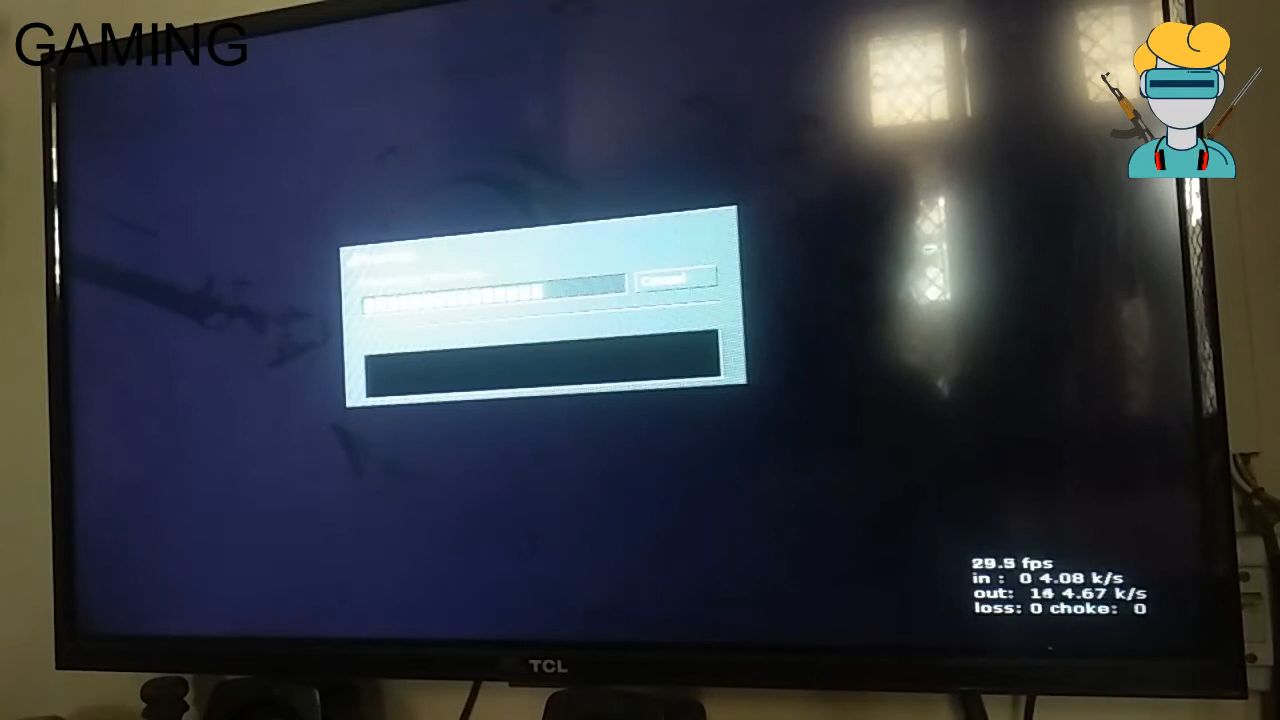 GAMING
29.5 fps
in : 0 4.08 k/s
out: 14 4.67 k/s
loss: 0 choke: 0
TCL